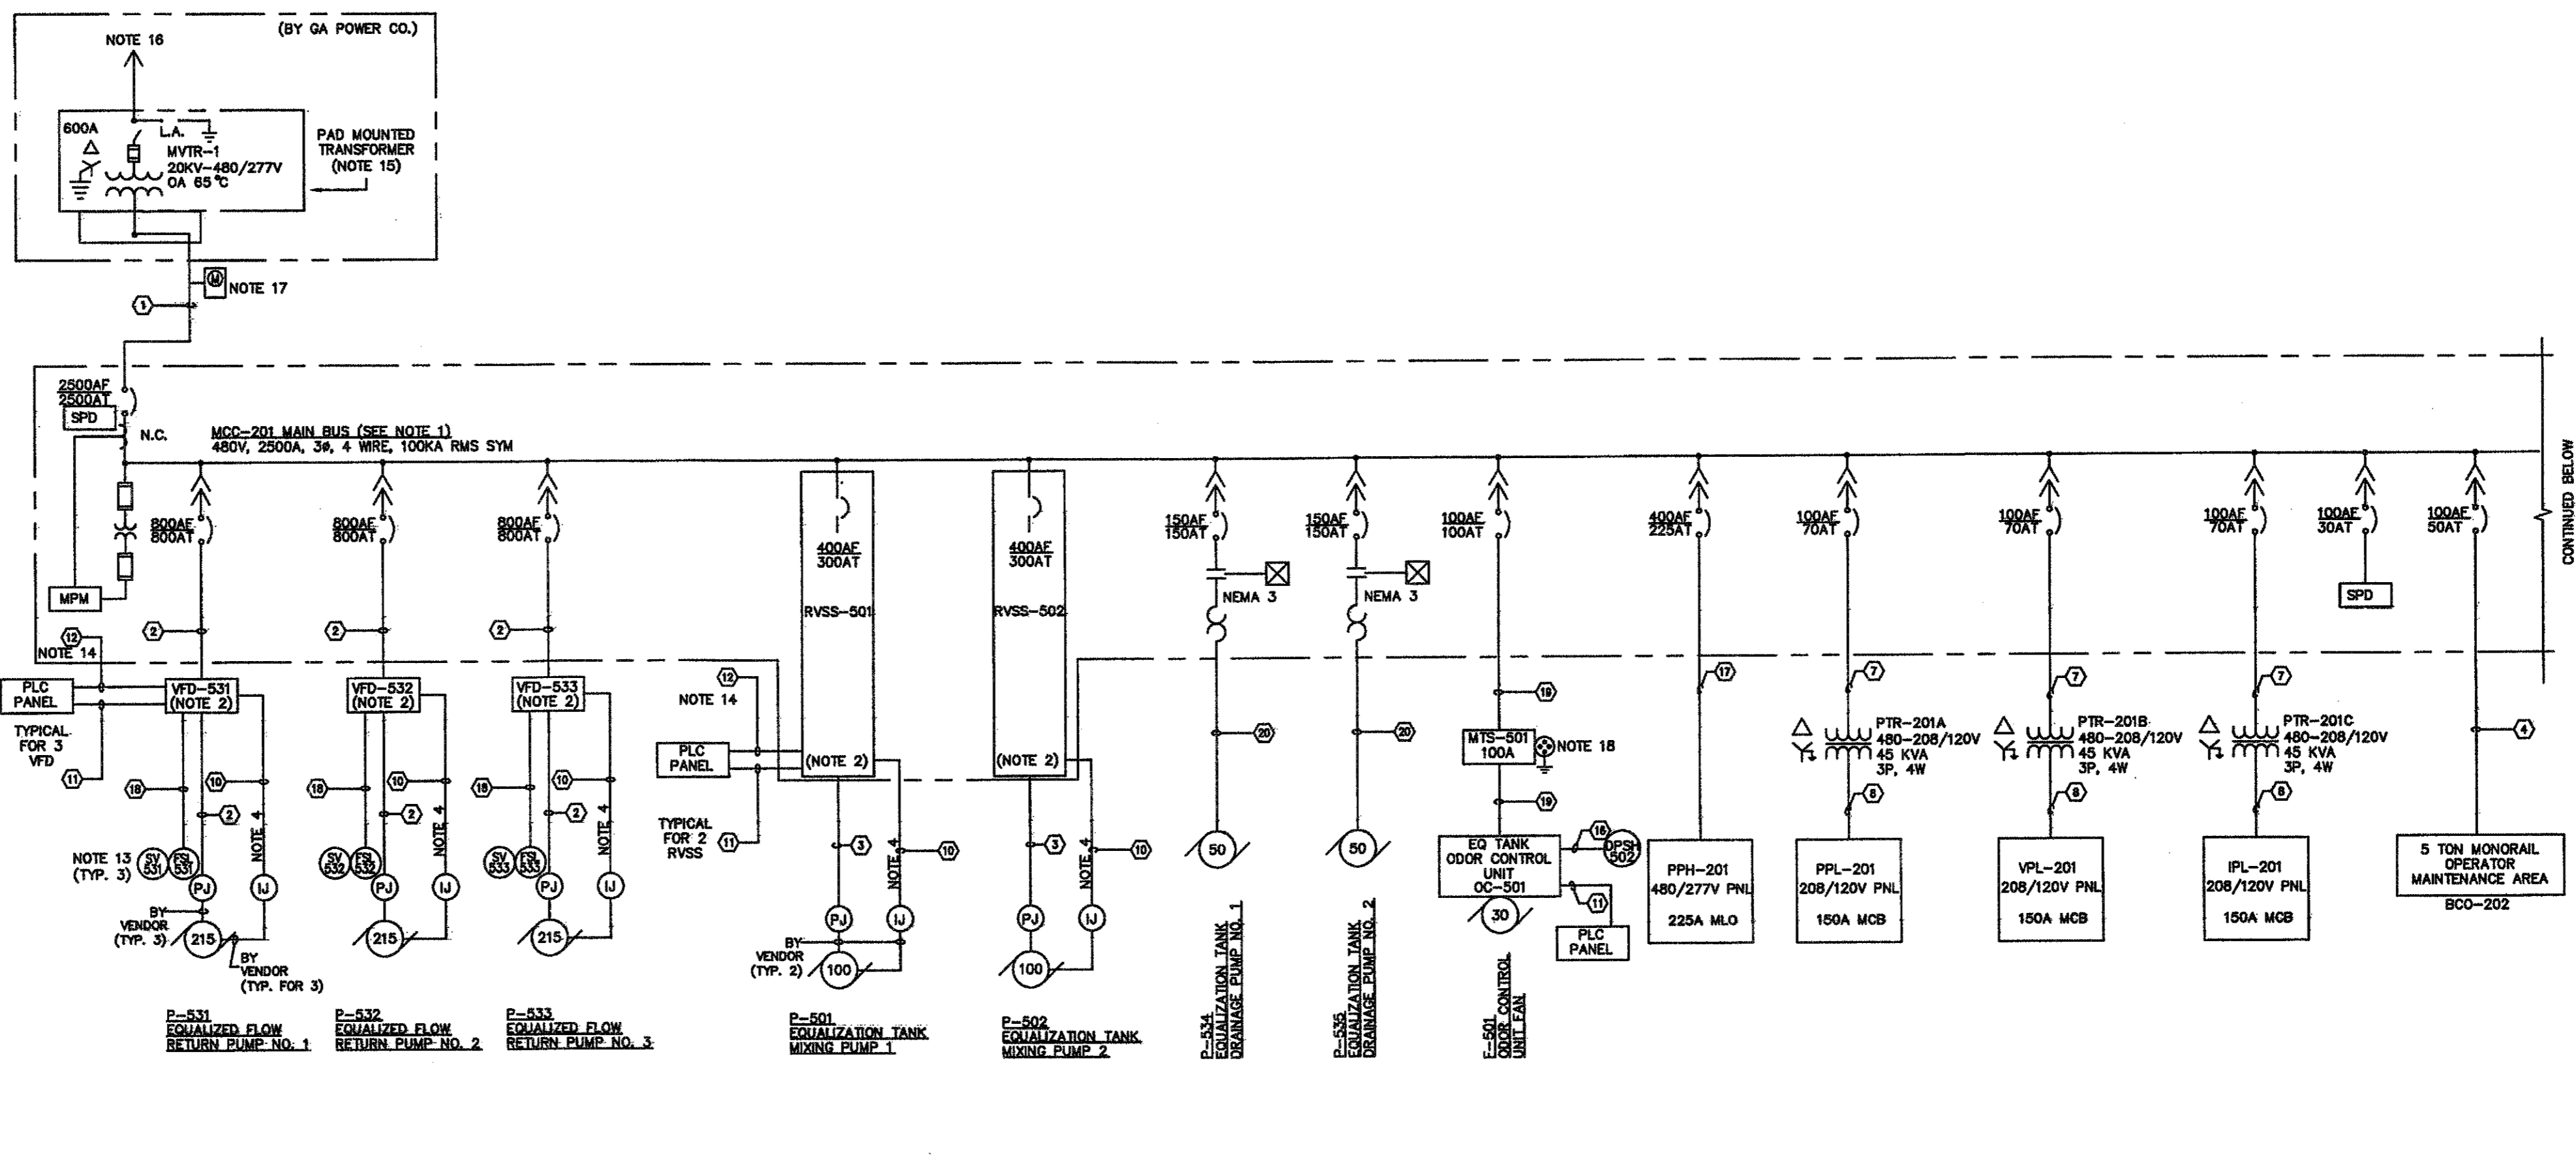 (BY GA POWER CO.)
NOTE 16
600A
L.A.
MVTR-1
20KV-480/277V
OA 65°C
PAD MOUNTED
TRANSFORMER
(NOTE 15)
M
NOTE 17
1
2500AF
2500AT
SPD
N.C.
MCC-201 MAIN BUS (SEE NOTE 1)
480V, 2500A, 3ø, 4 WIRE, 100KA RMS SYM
MPM
800AF
800AT
800AF
800AT
800AF
800AT
400AF
300AT
RVSS-501
(NOTE 2)
400AF
300AT
RVSS-502
(NOTE 2)
150AF
150AT
NEMA 3
150AF
150AT
NEMA 3
100AF
100AT
400AF
225AT
100AF
70AT
100AF
70AT
100AF
70AT
100AF
30AT
SPD
100AF
50AT
CONTINUED BELOW
12
NOTE 14
PLC
PANEL
TYPICAL
FOR 3
VFD
11
2
VFD-531
(NOTE 2)
18
10
2
NOTE 4
NOTE 13
(TYP. 3)
SV
531
FSL
531
PJ
IJ
BY
VENDOR
(TYP. 3)
215
BY
VENDOR
(TYP. FOR 3)
P-531
EQUALIZED FLOW
RETURN PUMP NO. 1
2
VFD-532
(NOTE 2)
18
10
2
NOTE 4
SV
532
FSL
532
PJ
IJ
215
P-532
EQUALIZED FLOW
RETURN PUMP NO. 2
2
VFD-533
(NOTE 2)
18
10
2
NOTE 4
SV
533
FSL
533
PJ
IJ
215
P-533
EQUALIZED FLOW
RETURN PUMP NO. 3
12
NOTE 14
PLC
PANEL
TYPICAL
FOR 2
RVSS
11
3
NOTE 4
10
PJ
IJ
BY
VENDOR
(TYP. 2)
100
P-501
EQUALIZATION TANK
MIXING PUMP 1
3
NOTE 4
10
PJ
IJ
100
P-502
EQUALIZATION TANK
MIXING PUMP 2
20
50
P-534
EQUALIZATION TANK
DRAINAGE PUMP NO. 1
20
50
P-535
EQUALIZATION TANK
DRAINAGE PUMP NO. 2
19
MTS-501
100A
NOTE 18
19
EQ TANK
ODOR CONTROL
UNIT
OC-501
16
DPSH
502
11
PLC
PANEL
30
F-501
ODOR CONTROL
UNIT FAN
17
PPH-201
480/277V PNL
225A MLO
7
PTR-201A
480-208/120V
45 KVA
3P, 4W
8
PPL-201
208/120V PNL
150A MCB
7
PTR-201B
480-208/120V
45 KVA
3P, 4W
8
VPL-201
208/120V PNL
150A MCB
7
PTR-201C
480-208/120V
45 KVA
3P, 4W
8
IPL-201
208/120V PNL
150A MCB
4
5 TON MONORAIL
OPERATOR
MAINTENANCE AREA
BCO-202